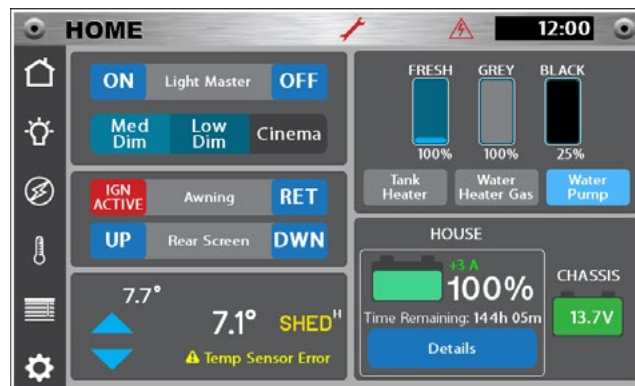 HOME
12:00
ON Light Master OFF
Med Dim
Low Dim
Cinema
IGN ACTIVE
Awning
RET
UP Rear Screen DWN
7.7°
7.1° SHED H
Temp Sensor Error
FRESH GREY BLACK
100% 100% 25%
Tank Heater
Water Heater Gas
Water Pump
HOUSE
+3 A
100%
Time Remaining: 144h 05m
Details
CHASSIS
13.7V